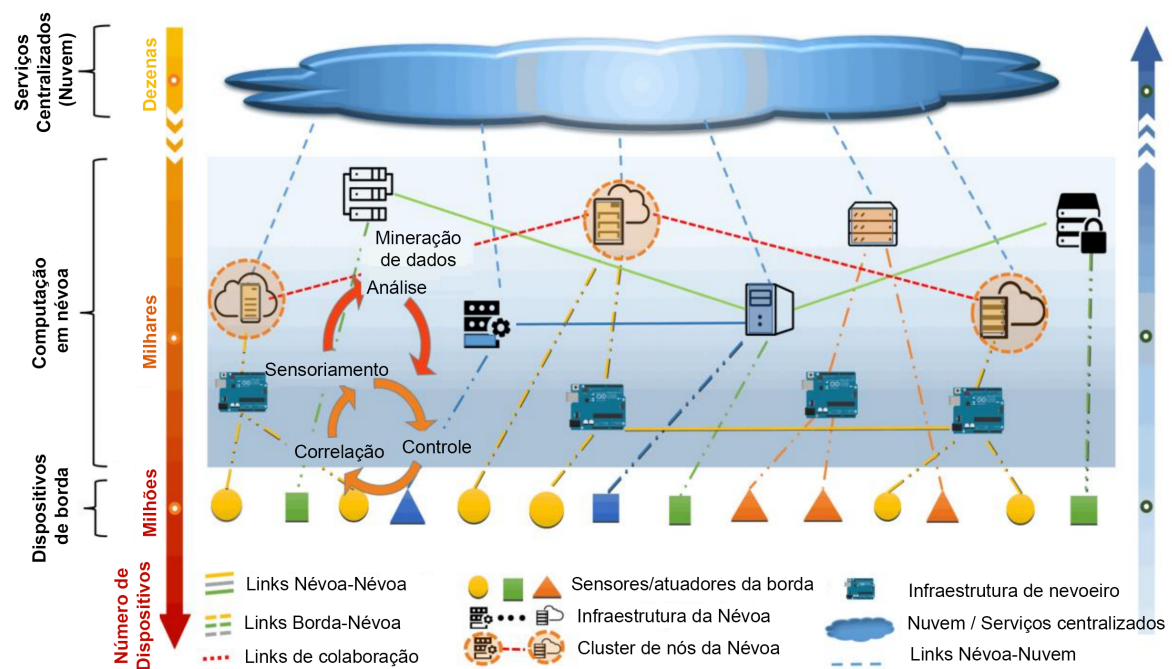 Serviços
Centralizados
(Nuvem)
Dezenas
Computação
em névoa
Milhares
Mineração
de dados
Análise
Sensoriamento
Correlação
Controle
Dispositivos
de borda
Milhões
Número de
Dispositivos
Links Névoa-Névoa
Links Borda-Névoa
Links de colaboração
Sensores/atuadores da borda
Infraestrutura da Névoa
Cluster de nós da Névoa
Infraestrutura de nevoeiro
Nuvem / Serviços centralizados
Links Névoa-Nuvem